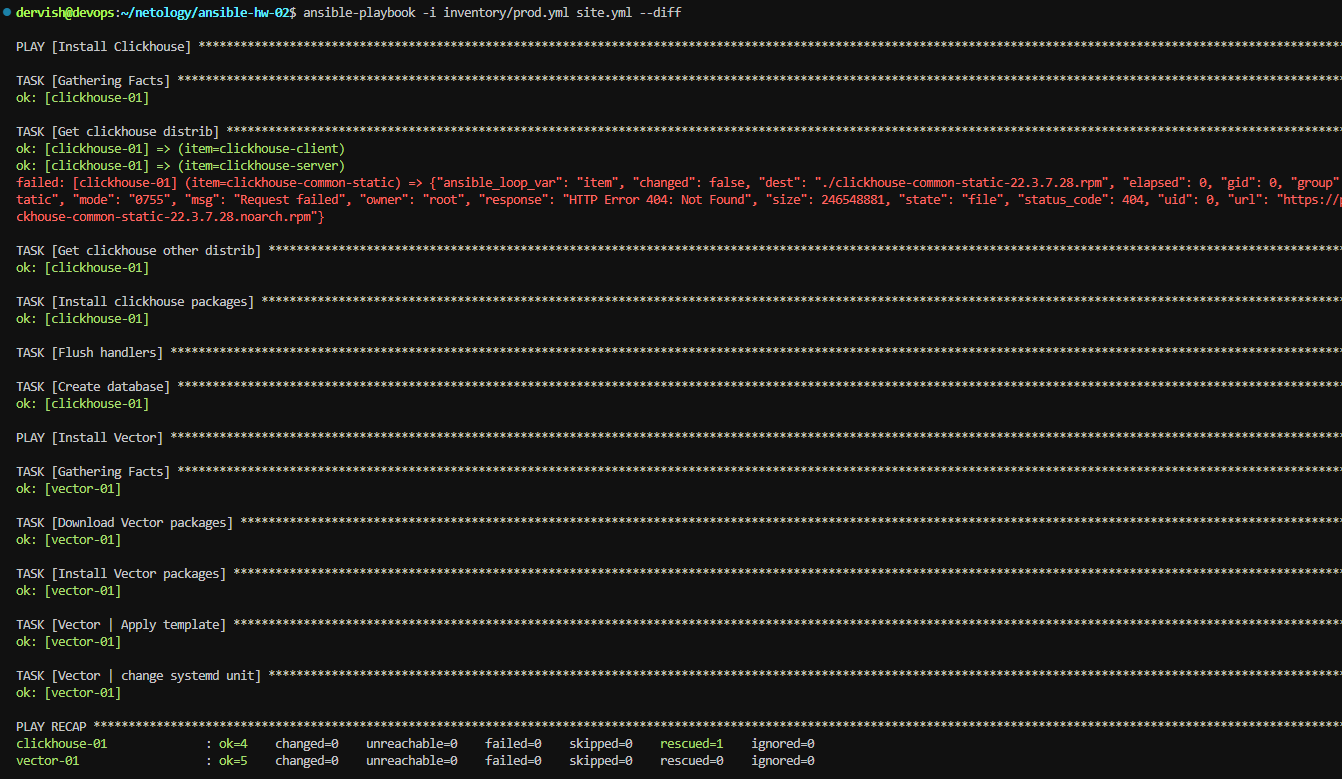 dervish@devops:~/netology/ansible-hw-02$ ansible-playbook -i inventory/prod.yml site.yml --diff
PLAY [Install Clickhouse] ****************************************************************
TASK [Gathering Facts] ****************************************************************
ok: [clickhouse-01]
TASK [Get clickhouse distrib] ****************************************************************
ok: [clickhouse-01] => (item=clickhouse-client)
ok: [clickhouse-01] => (item=clickhouse-server)
failed: [clickhouse-01] (item=clickhouse-common-static) => {"ansible_loop_var": "item", "changed": false, "dest": "./clickhouse-common-static-22.3.7.28.rpm", "elapsed": 0, "gid": 0, "group"
tatic", "mode": "0755", "msg": "Request failed", "owner": "root", "response": "HTTP Error 404: Not Found", "size": 246548881, "state": "file", "status_code": 404, "uid": 0, "url": "https://p
ckhouse-common-static-22.3.7.28.noarch.rpm"}
TASK [Get clickhouse other distrib] ****************************************************************
ok: [clickhouse-01]
TASK [Install clickhouse packages] ****************************************************************
ok: [clickhouse-01]
TASK [Flush handlers] ****************************************************************
TASK [Create database] ****************************************************************
ok: [clickhouse-01]
PLAY [Install Vector] ****************************************************************
TASK [Gathering Facts] ****************************************************************
ok: [vector-01]
TASK [Download Vector packages] ****************************************************************
ok: [vector-01]
TASK [Install Vector packages] ****************************************************************
ok: [vector-01]
TASK [Vector | Apply template] ****************************************************************
ok: [vector-01]
TASK [Vector | change systemd unit] ****************************************************************
ok: [vector-01]
PLAY RECAP ****************************************************************
clickhouse-01 : ok=4 changed=0 unreachable=0 failed=0 skipped=0 rescued=1 ignored=0
vector-01 : ok=5 changed=0 unreachable=0 failed=0 skipped=0 rescued=0 ignored=0